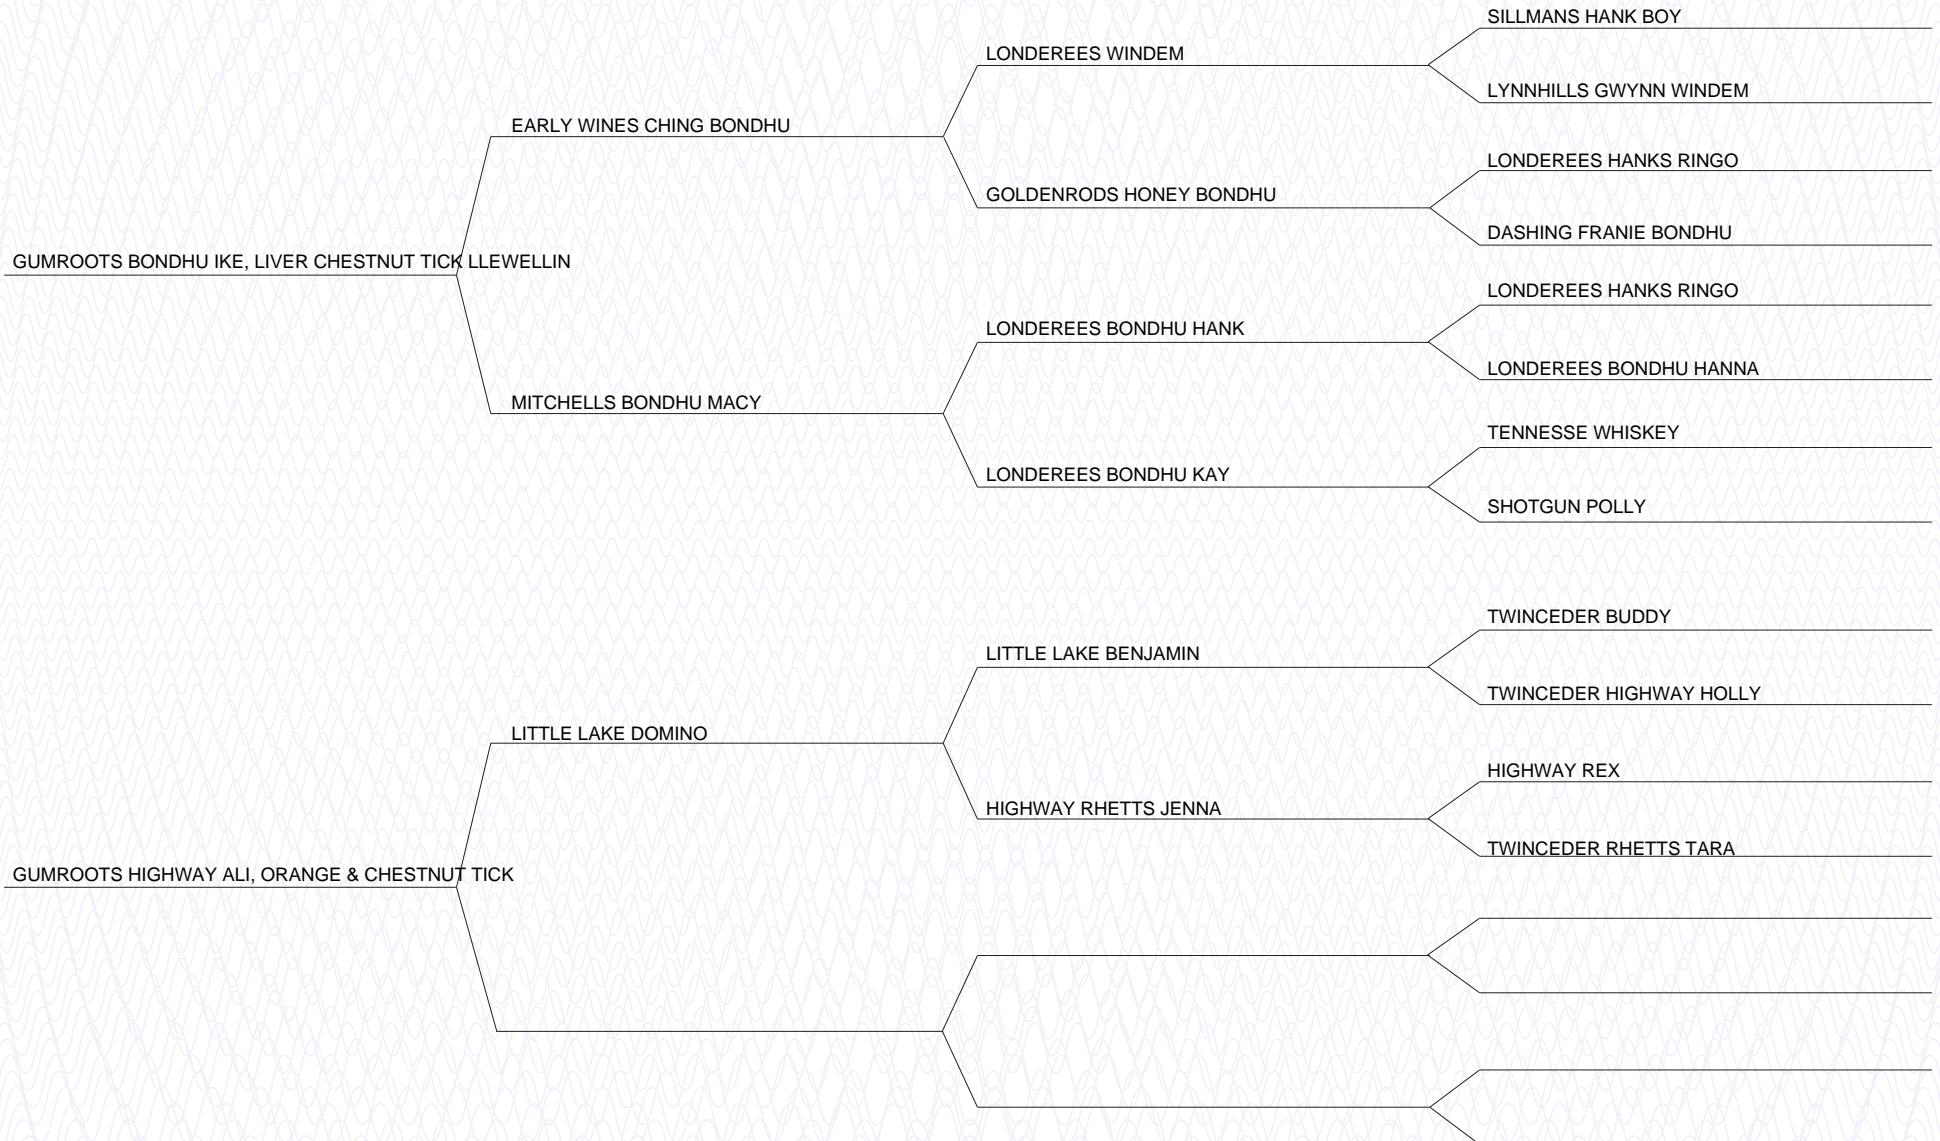 SILLMANS HANK BOY
LONDEREES WINDEM
LYNNHILLS GWYNN WINDEM
EARLY WINES CHING BONDHU
LONDEREES HANKS RINGO
GOLDENRODS HONEY BONDHU
DASHING FRANIE BONDHU
GUMROOTS BONDHU IKE, LIVER CHESTNUT TICK LLEWELLIN
LONDEREES HANKS RINGO
LONDEREES BONDHU HANK
LONDEREES BONDHU HANNA
MITCHELLS BONDHU MACY
TENNESSE WHISKEY
LONDEREES BONDHU KAY
SHOTGUN POLLY
TWINCEDER BUDDY
LITTLE LAKE BENJAMIN
TWINCEDER HIGHWAY HOLLY
LITTLE LAKE DOMINO
HIGHWAY REX
HIGHWAY RHETTS JENNA
TWINCEDER RHETTS TARA
GUMROOTS HIGHWAY ALI, ORANGE & CHESTNUT TICK